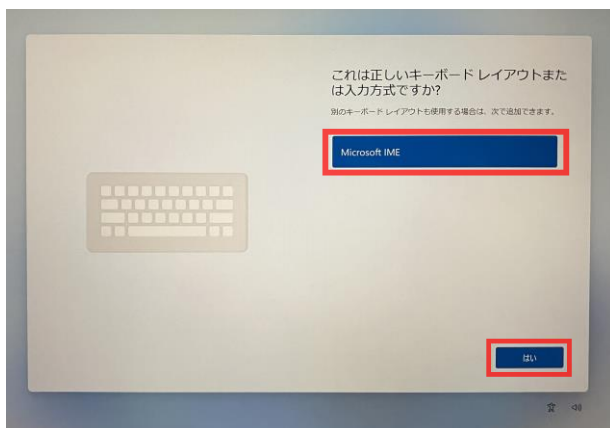 これは正しいキーボード レイアウトまた
は入力方式ですか?
別のキーボード レイアウトも使用する場合は、次で追加できます。
Microsoft IME
はい